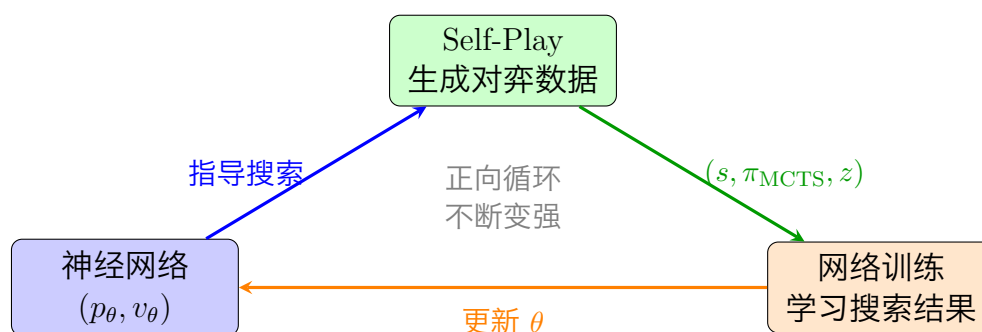 Self-Play
生成对弈数据
指导搜索
(s, π_MCTS, z)
正向循环
不断变强
神经网络
(p_θ, v_θ)
网络训练
学习搜索结果
更新 θ